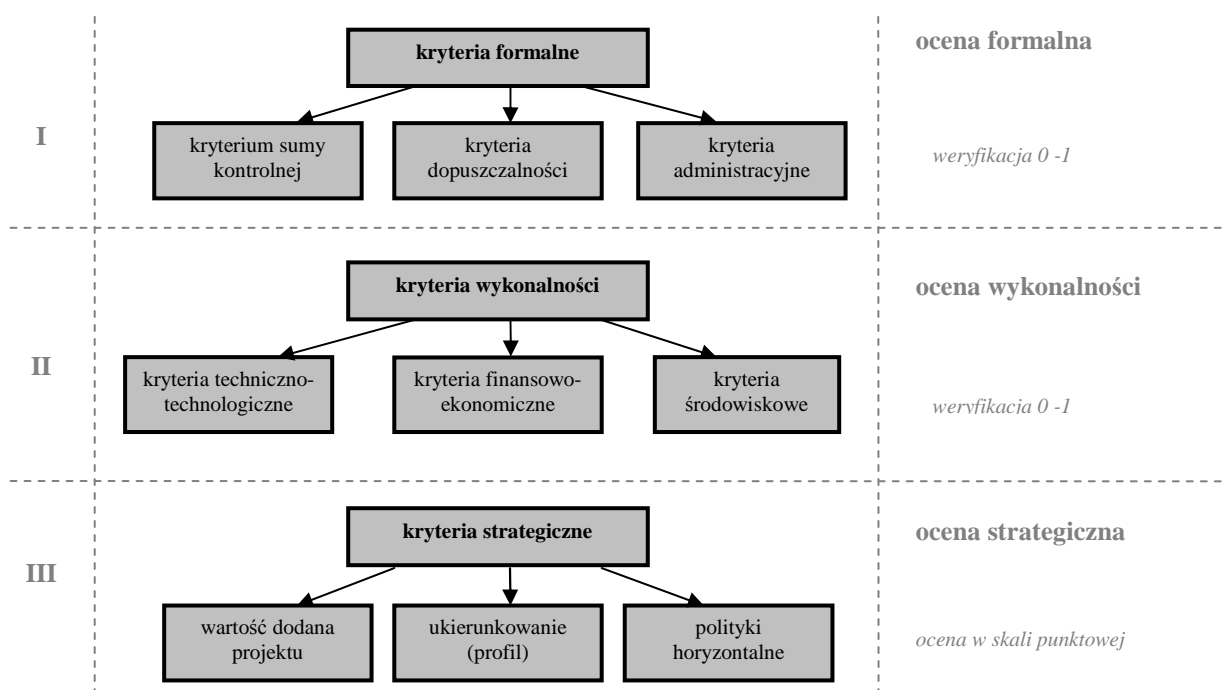 kryteria formalne
ocena formalna
I
kryterium sumy
kontrolnej
kryteria
dopuszczalności
kryteria
administracyjne
weryfikacja 0 -1
kryteria wykonalności
ocena wykonalności
II
kryteria techniczno-
technologiczne
kryteria finansowo-
ekonomiczne
kryteria
środowiskowe
weryfikacja 0 -1
kryteria strategiczne
ocena strategiczna
III
wartość dodana
projektu
ukierunkowanie
(profil)
polityki
horyzontalne
ocena w skali punktowej